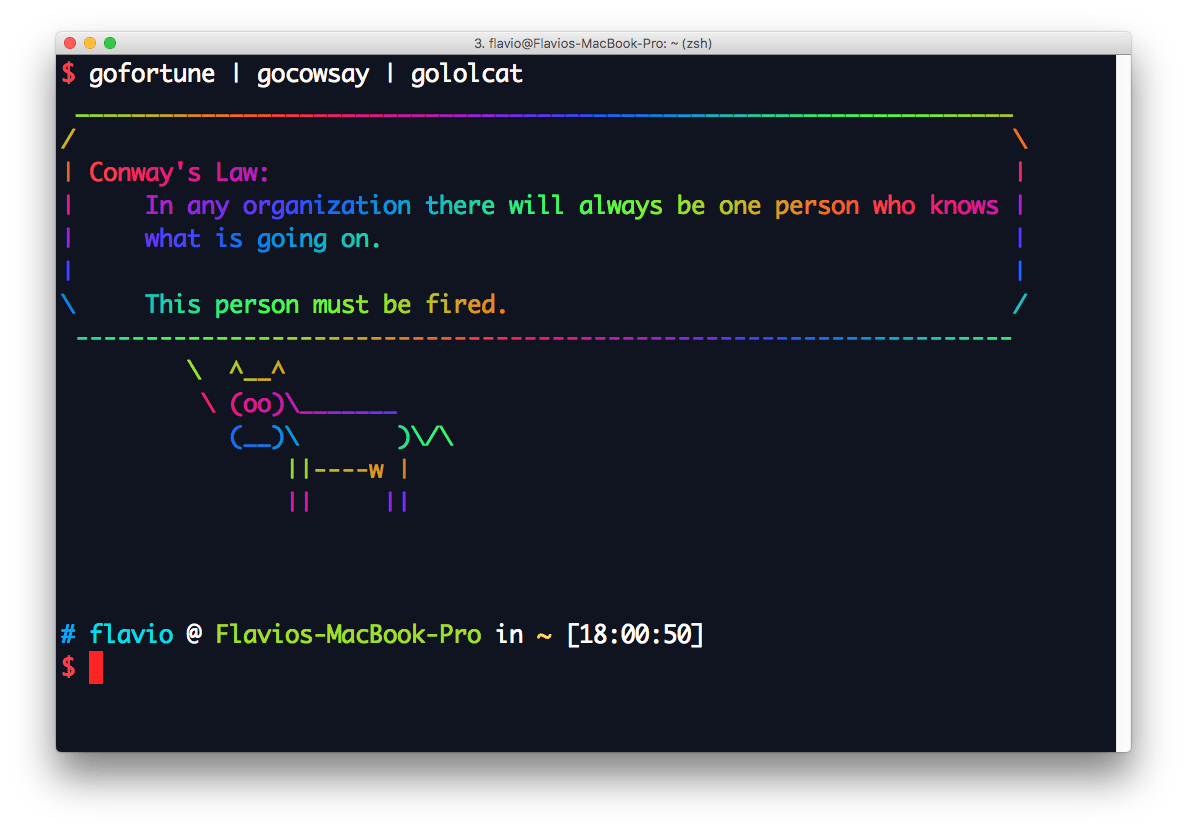 3. flavio@Flavios-MacBook-Pro: ~ (zsh)
$ gofortune | gocowsay | gololcat
 ___________________________________________________________________
/                                                                   \
| Conway's Law:                                                     |
|     In any organization there will always be one person who knows |
|     what is going on.                                             |
|                                                                   |
\     This person must be fired.                                    /
 -------------------------------------------------------------------
         \  ^__^
          \ (oo)\_______
            (__)\       )\/\
                ||----w |
                ||     ||
# flavio @ Flavios-MacBook-Pro in ~ [18:00:50]
$